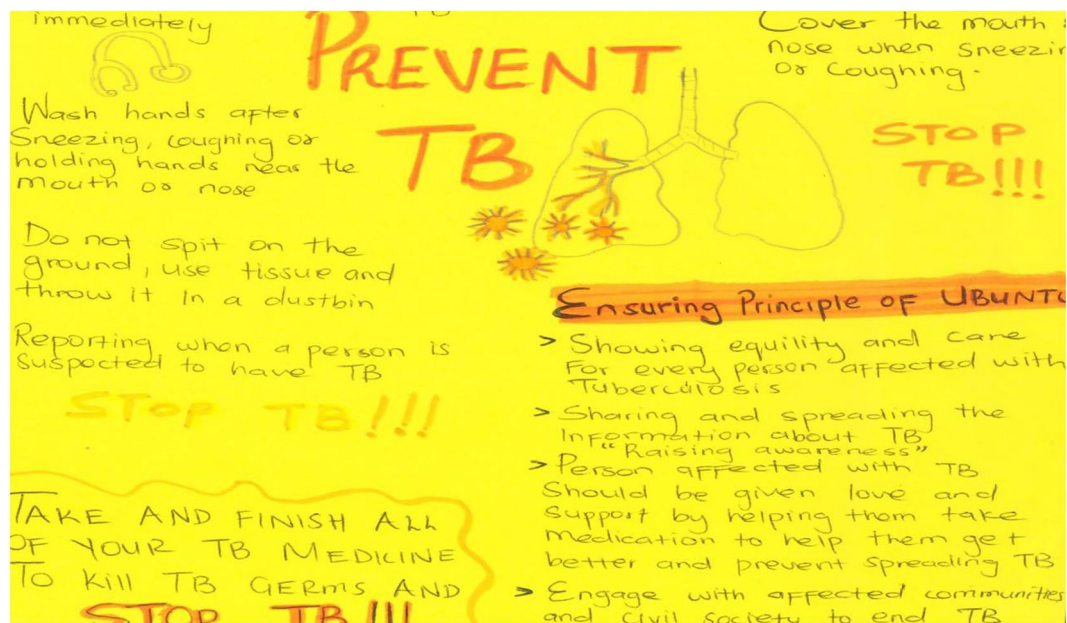 immediately
PREVENT
TB
Cover the mouth
nose when sneezin
or coughing.
STOP
TB!!!
Wash hands after
Sneezing, coughing or
holding hands near the
mouth or nose
Do not spit on the
ground, use tissue and
throw it in a dustbin
Reporting when a person is
suspected to have TB
STOP TB!!!
TAKE AND FINISH ALL
OF YOUR TB MEDICINE
TO KILL TB GERMS AND
STOP TB!!!
Ensuring Principle of UBUNTU
> Showing equility and care
For every person affected with
Tuberculosis
> Sharing and spreading the
Information about TB
"Raising awareness"
> Person affected with TB
Should be given love and
Support by helping them take
medication to help them get
better and prevent spreading TB
> Engage with affected communities
and civil society to end TB